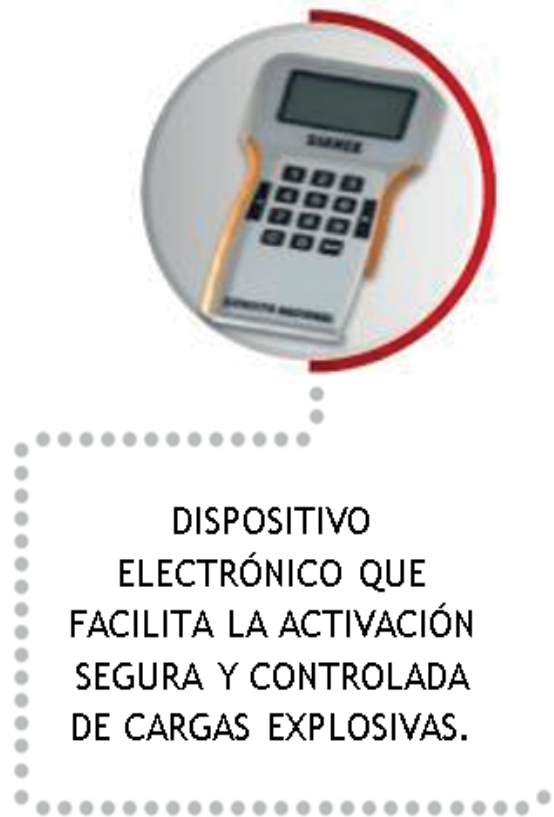 DISPOSITIVO
ELECTRÓNICO QUE
FACILITA LA ACTIVACIÓN
SEGURA Y CONTROLADA
DE CARGAS EXPLOSIVAS.